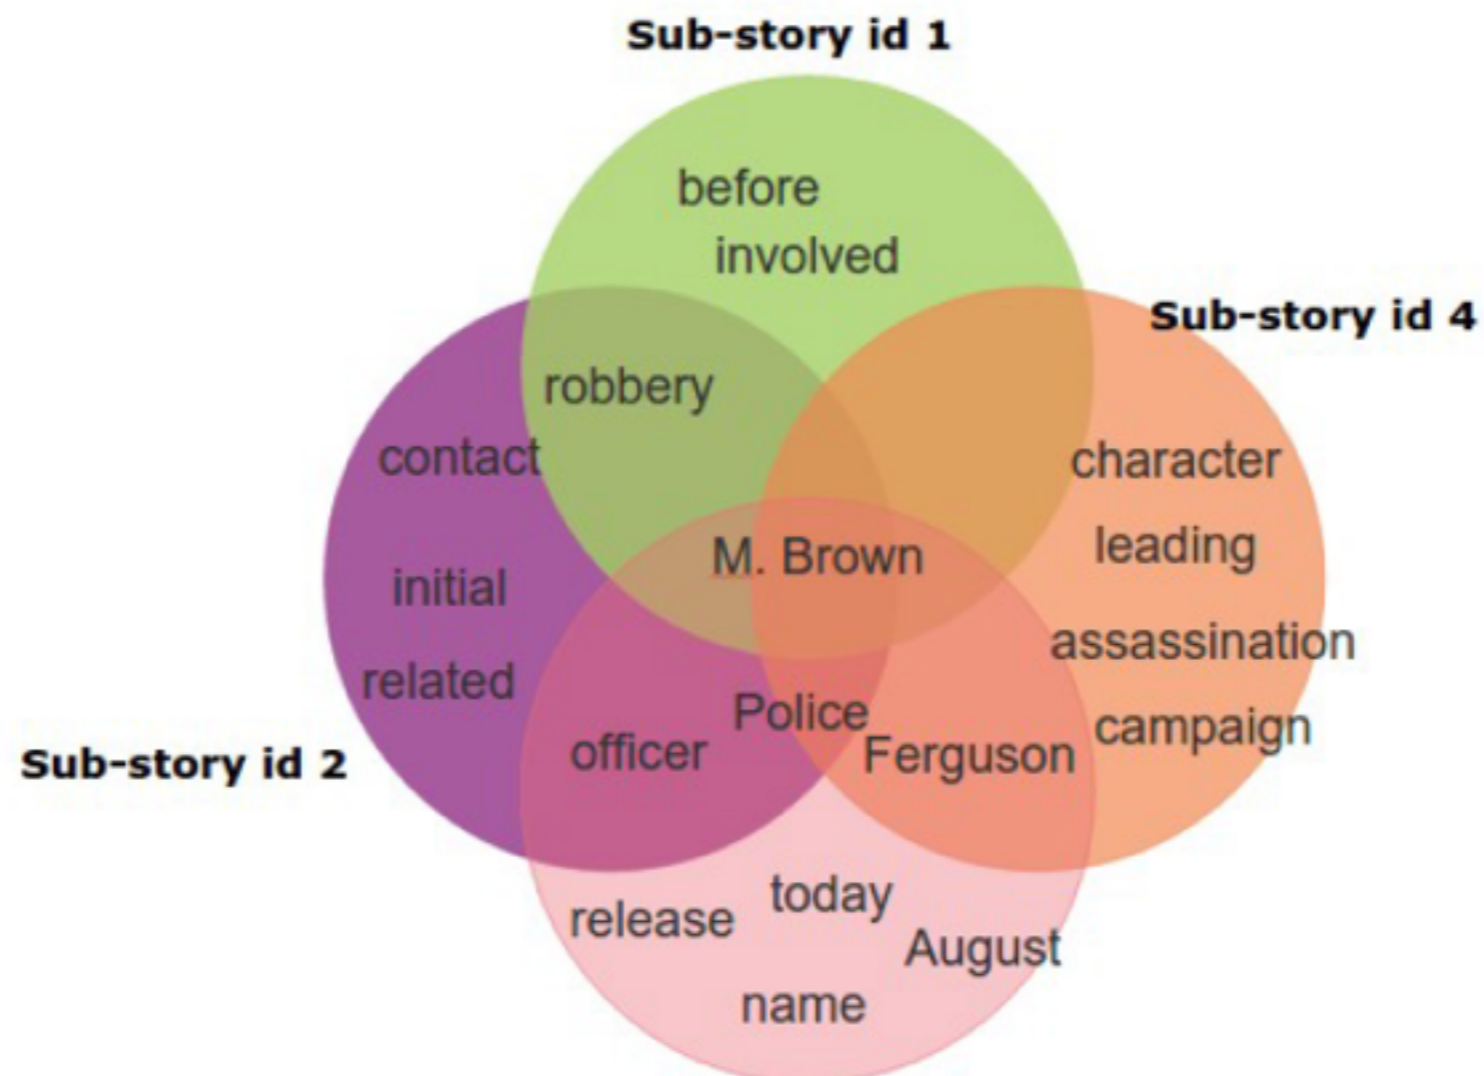 Sub-story id 1
before
involved
Sub-story id 4
robbery
contact
character
leading
M. Brown
initial
assassination
related
Police
campaign
officer
Ferguson
Sub-story id 2
today
release
August
name